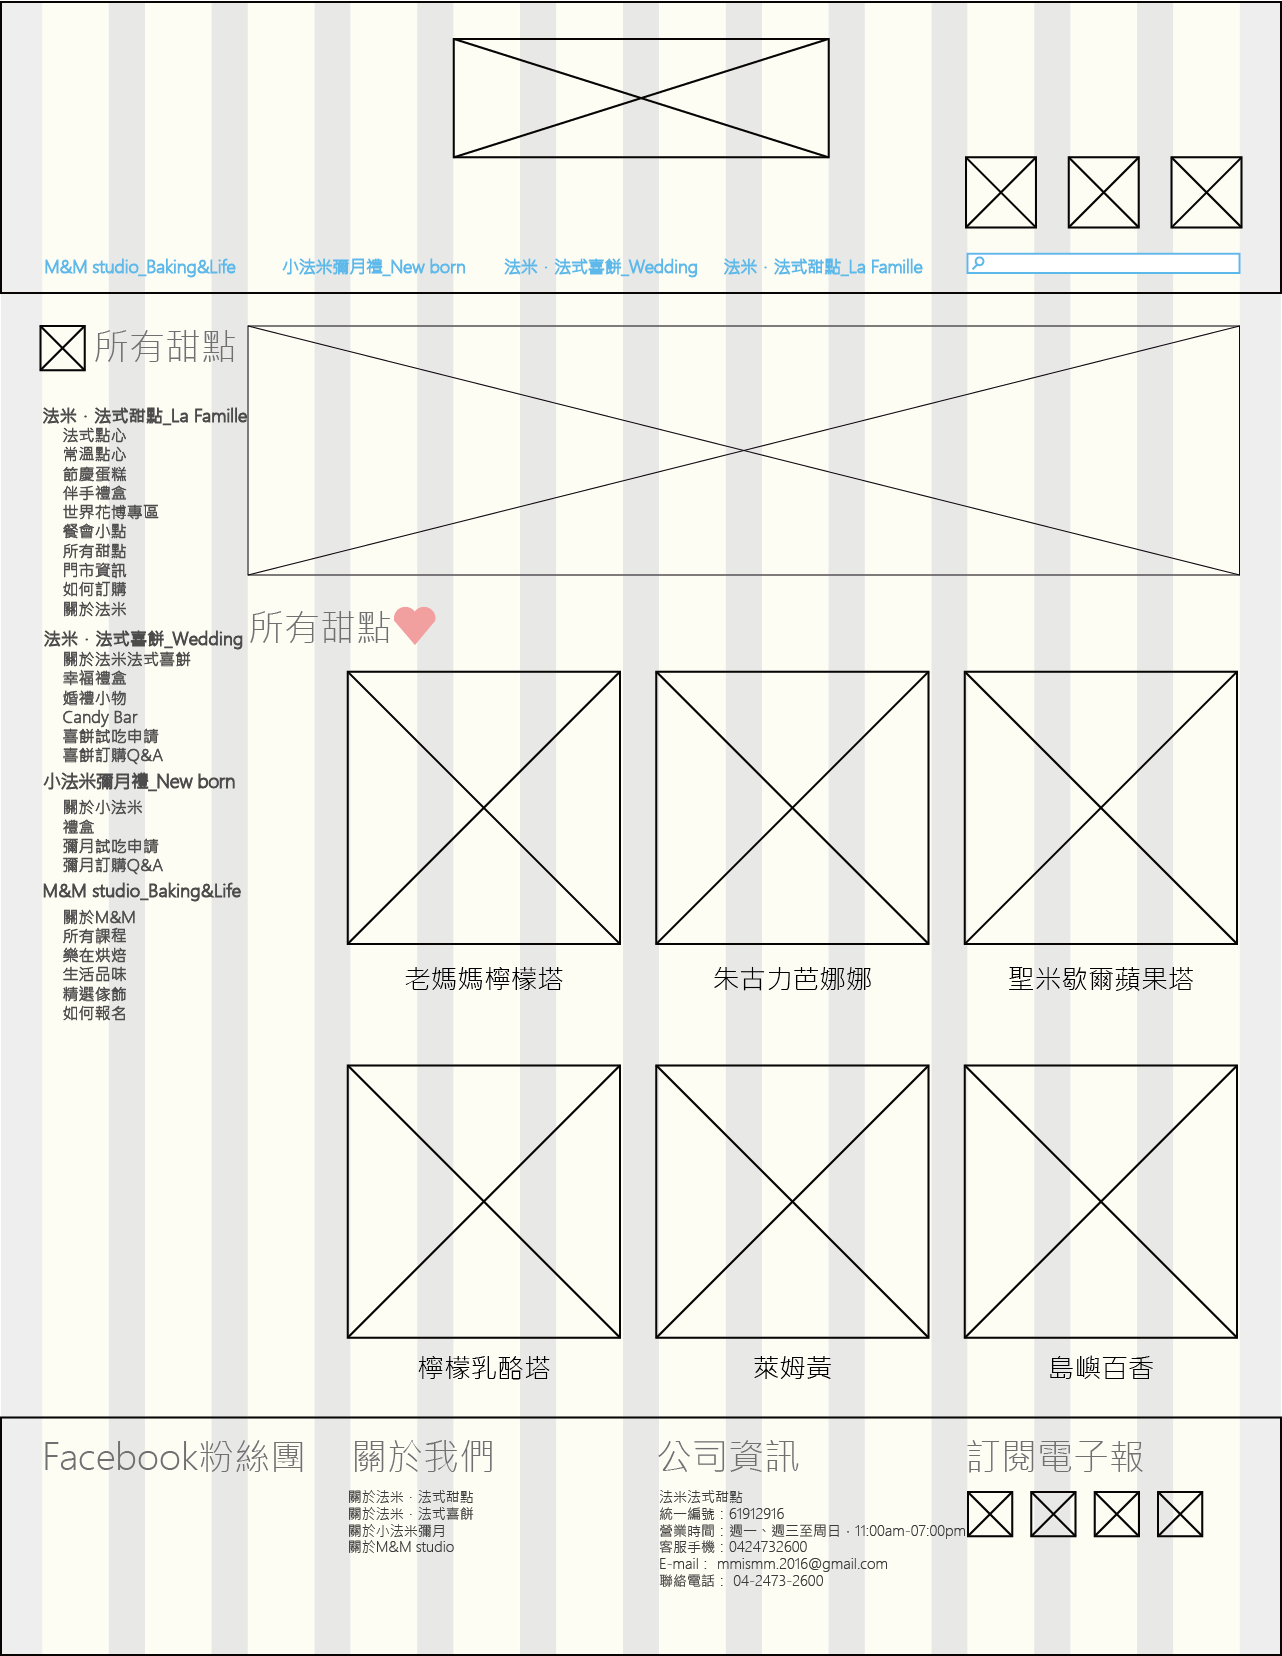 M&M studio_Baking&Life
小法米彌月禮_New born
法米．法式喜餅_Wedding
法米．法式甜點_La Famille
所有甜點
法米．法式甜點_La Famille
法式點心
常溫點心
節慶蛋糕
伴手禮盒
世界花博專區
餐會小點
所有甜點
門市資訊
如何訂購
關於法米
法米．法式喜餅_Wedding
關於法米法式喜餅
幸福禮盒
婚禮小物
Candy Bar
喜餅試吃申請
喜餅訂購Q&A
小法米彌月禮_New born
關於小法米
禮盒
彌月試吃申請
彌月訂購Q&A
M&M studio_Baking&Life
關於M&M
所有課程
樂在烘焙
生活品味
精選傢飾
如何報名
所有甜點
老媽媽檸檬塔
朱古力芭娜娜
聖米歇爾蘋果塔
檸檬乳酪塔
萊姆黃
島嶼百香
Facebook粉絲團
關於我們
關於法米．法式甜點
關於法米．法式喜餅
關於小法米彌月
關於M&M studio
公司資訊
法米法式甜點
統一編號：61912916
營業時間：週一、週三至周日．11:00am-07:00pm
客服手機：0424732600
E-mail： mmismm.2016@gmail.com
聯絡電話： 04-2473-2600
訂閱電子報